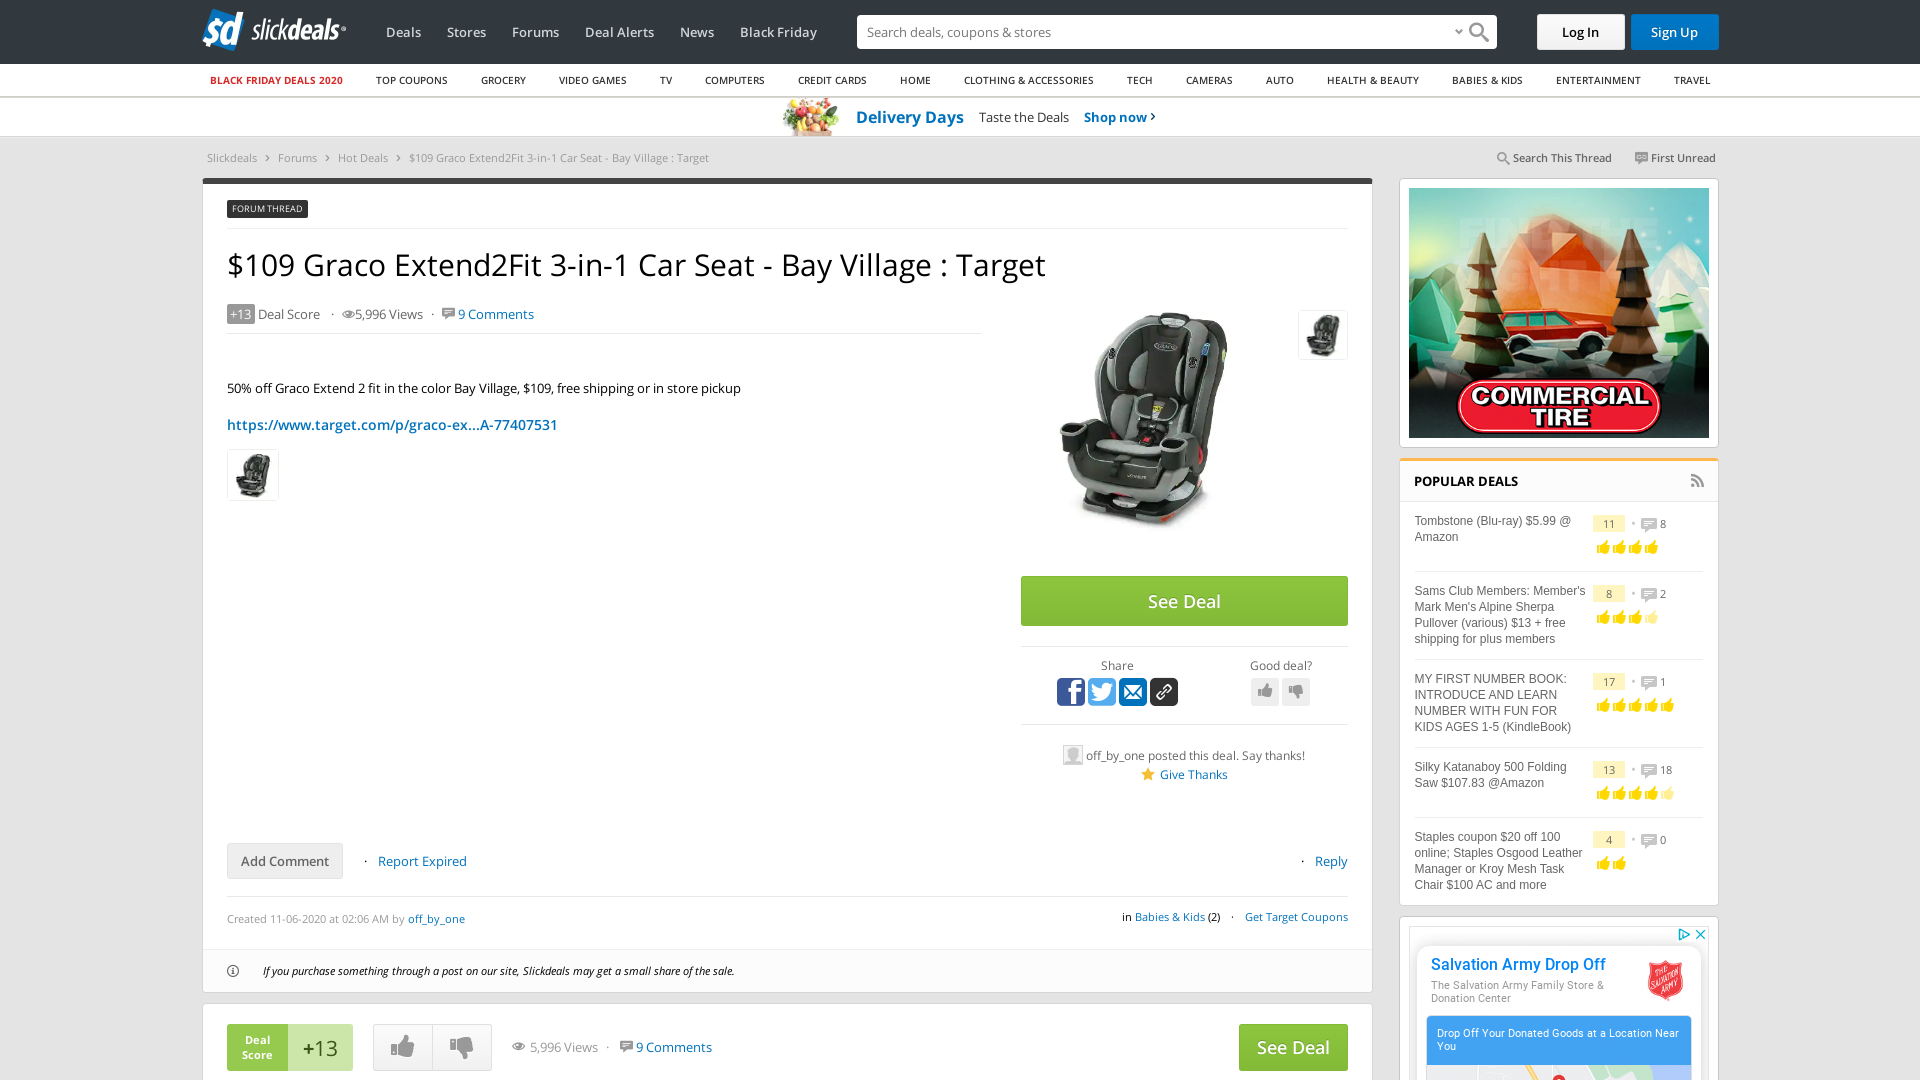 slickdeals
Deals
Stores
Forums
Deal Alerts
News
Black Friday
Search deals, coupons & stores
Log In
Sign Up
BLACK FRIDAY DEALS 2020
TOP COUPONS
GROCERY
VIDEO GAMES
TV
COMPUTERS
CREDIT CARDS
HOME
CLOTHING & ACCESSORIES
TECH
CAMERAS
AUTO
HEALTH & BEAUTY
BABIES & KIDS
ENTERTAINMENT
TRAVEL
Delivery Days Taste the Deals Shop now ›
Slickdeals › Forums › Hot Deals › $109 Graco Extend2Fit 3-in-1 Car Seat - Bay Village : Target
Search This Thread
First Unread
FORUM THREAD
$109 Graco Extend2Fit 3-in-1 Car Seat - Bay Village : Target
+13 Deal Score · 5,996 Views · 9 Comments
50% off Graco Extend 2 fit in the color Bay Village, $109, free shipping or in store pickup
https://www.target.com/p/graco-ex...A-77407531
See Deal
Share
Good deal?
off_by_one posted this deal. Say thanks!
Give Thanks
Add Comment · Report Expired
· Reply
Created 11-06-2020 at 02:06 AM by off_by_one
in Babies & Kids (2) · Get Target Coupons
If you purchase something through a post on our site, Slickdeals may get a small share of the sale.
Deal
Score
+13
5,996 Views · 9 Comments
See Deal
COMMERCIAL
TIRE
POPULAR DEALS
Tombstone (Blu-ray) $5.99 @
Amazon
11 • 8
Sams Club Members: Member's
Mark Men's Alpine Sherpa
Pullover (various) $13 + free
shipping for plus members
8 • 2
MY FIRST NUMBER BOOK:
INTRODUCE AND LEARN
NUMBER WITH FUN FOR
KIDS AGES 1-5 (KindleBook)
17 • 1
Silky Katanaboy 500 Folding
Saw $107.83 @Amazon
13 • 18
Staples coupon $20 off 100
online; Staples Osgood Leather
Manager or Kroy Mesh Task
Chair $100 AC and more
4 • 0
Salvation Army Drop Off
The Salvation Army Family Store &
Donation Center
THE
SALVATION
ARMY
Drop Off Your Donated Goods at a Location Near
You